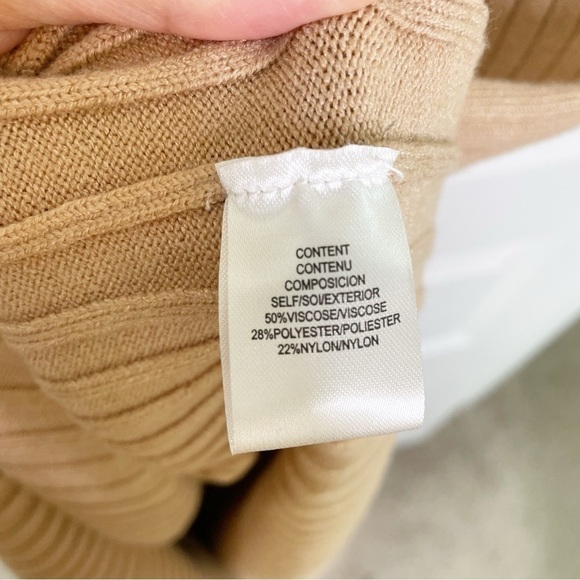 CONTENT
CONTENU
COMPOSICION
SELF/SOI/EXTERIOR
50%VISCOSE/VISCOSE
28%POLYESTER/POLIESTER
22%NYLON/NYLON